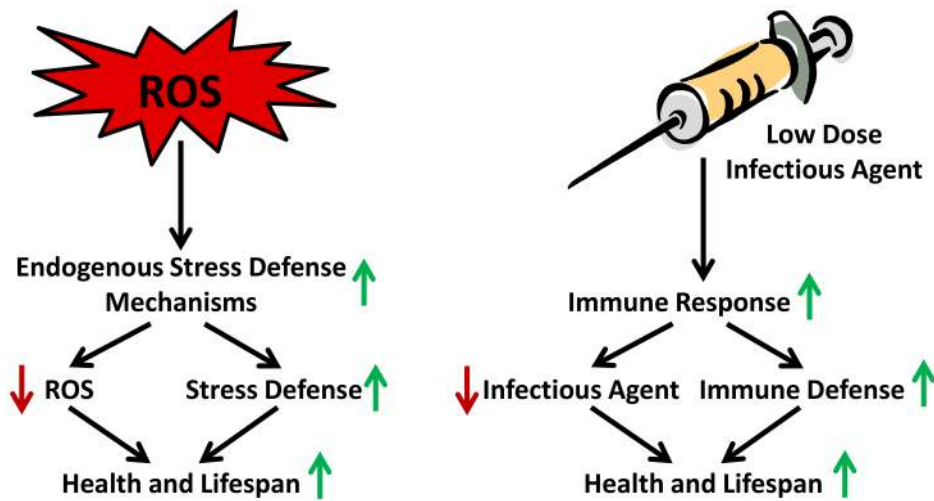 ROS
Endogenous Stress Defense
Mechanisms
ROS
Stress Defense
Health and Lifespan
Low Dose
Infectious Agent
Immune Response
Infectious Agent
Immune Defense
Health and Lifespan